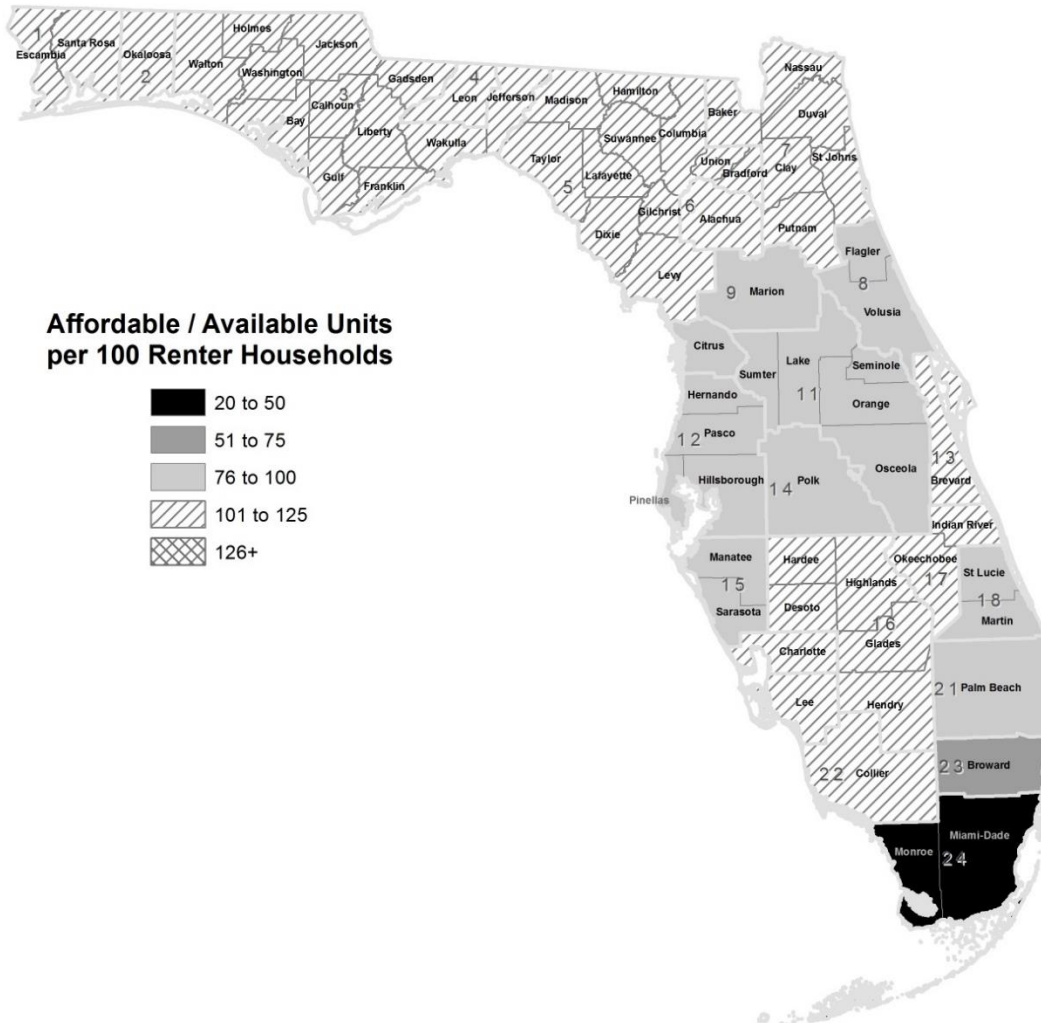 Holmes
1
Santa Rosa
Jackson
Escambia
Okaloosa
Walton
2
Washington
Gadsden
4
Leon
Jefferson
Madison
Hamilton
Nassau
Calhoun
3
Bay
Liberty
Wakulla
Suwannee
Columbia
Baker
Duval
Taylor
5
Lafayette
Union
Bradford
7
Clay
St Johns
Gulf
Franklin
Gilchrist
6
Alachua
Putnam
Dixie
Levy
Flagler
8
9
Marion
Volusia
Affordable / Available Units
per 100 Renter Households
20 to 50
51 to 75
76 to 100
101 to 125
126+
Citrus
Sumter
Lake
Seminole
11
Orange
Hernando
12
Pasco
Hillsborough
14
Polk
Osceola
13
Brevard
Pinellas
Indian River
Manatee
15
Sarasota
Hardee
Highlands
Okeechobee
17
St Lucie
18
Martin
Desoto
16
Glades
Charlotte
Lee
Hendry
21
Palm Beach
22
Collier
23
Broward
Monroe
Miami-Dade
24